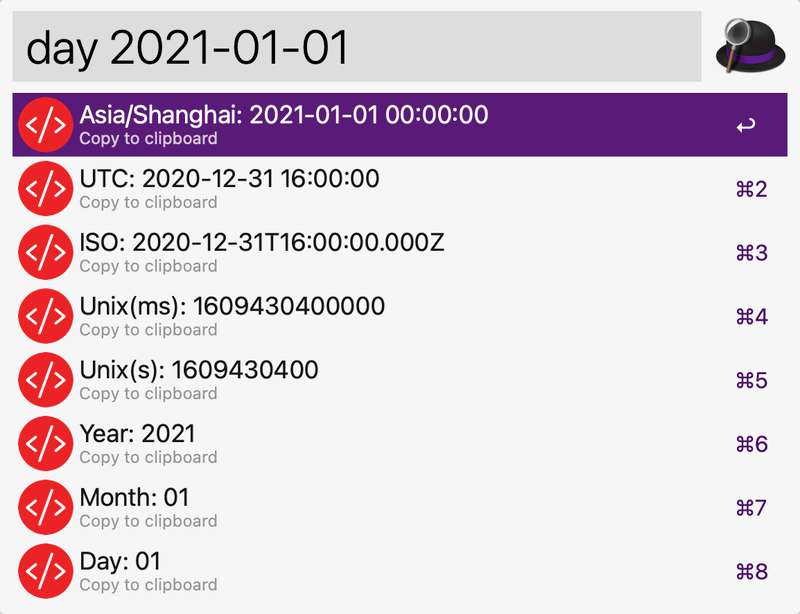 day 2021-01-01
Asia/Shanghai: 2021-01-01 00:00:00
Copy to clipboard
↩
UTC: 2020-12-31 16:00:00
Copy to clipboard
⌘2
ISO: 2020-12-31T16:00:00.000Z
Copy to clipboard
⌘3
Unix(ms): 1609430400000
Copy to clipboard
⌘4
Unix(s): 1609430400
Copy to clipboard
⌘5
Year: 2021
Copy to clipboard
⌘6
Month: 01
Copy to clipboard
⌘7
Day: 01
Copy to clipboard
⌘8